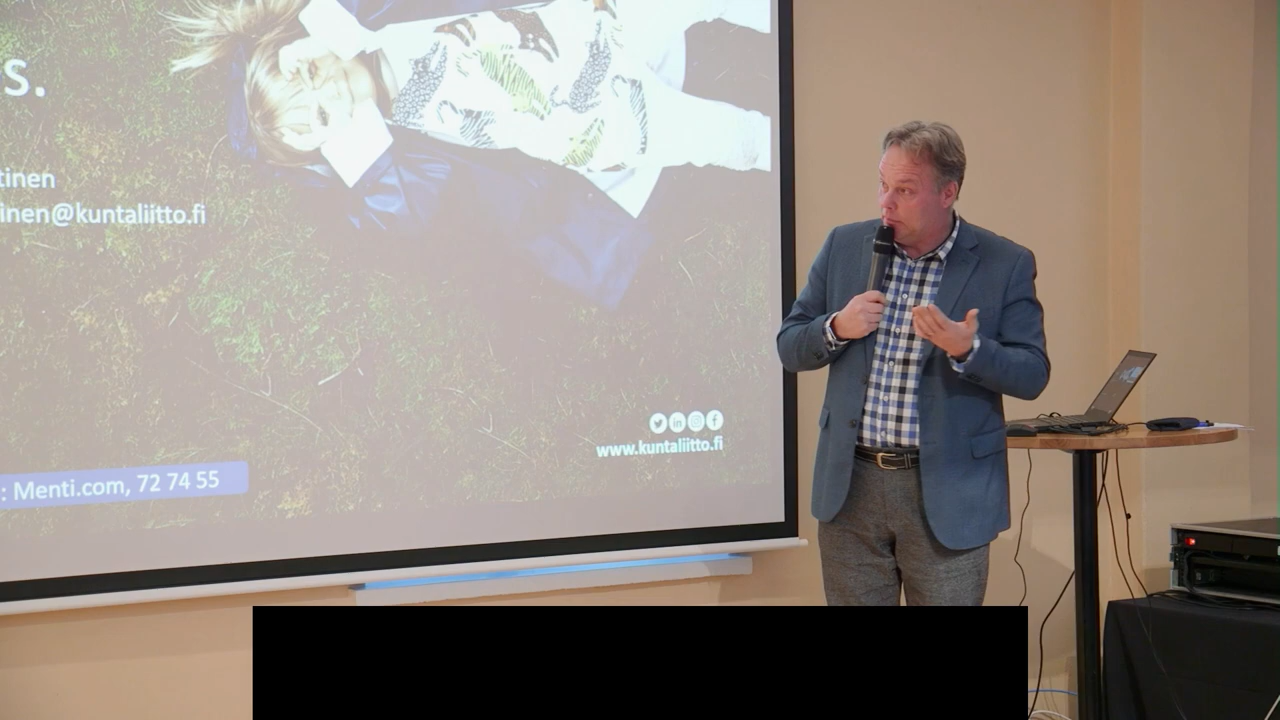 s.
tinen
inen@kuntaliitto.fi
www.kuntaliitto.fi
: Menti.com, 72 74 55